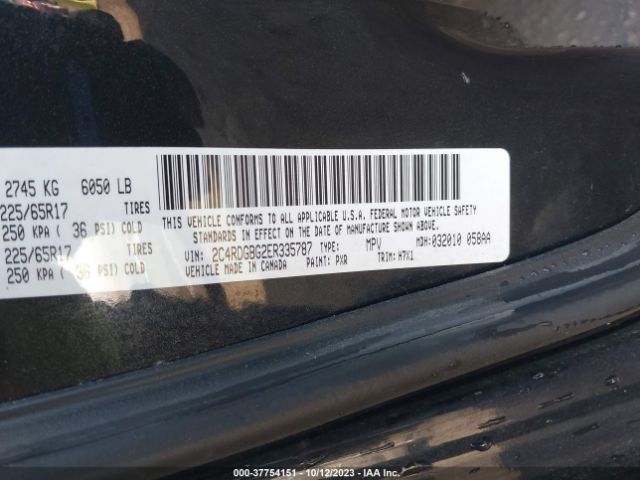 2745 KG 6050 LB
225/65R17 TIRES
250 KPA ( 36 PSI) COLD
225/65R17 TIRES
250 KPA ( 36 PSI) COLD
THIS VEHICLE CONFORMS TO ALL APPLICABLE U.S.A. FEDERAL MOTOR VEHICLE SAFETY
STANDARDS IN EFFECT ON THE DATE OF MANUFACTURE SHOWN ABOVE.
VIN: 2C4RDGBG2ER335787 TYPE: MPV MDH: 032010 058AA
VEHICLE MADE IN CANADA PAINT: PXR TRIM: H7X1
000-37754151 - 10/12/2023 - IAA Inc.